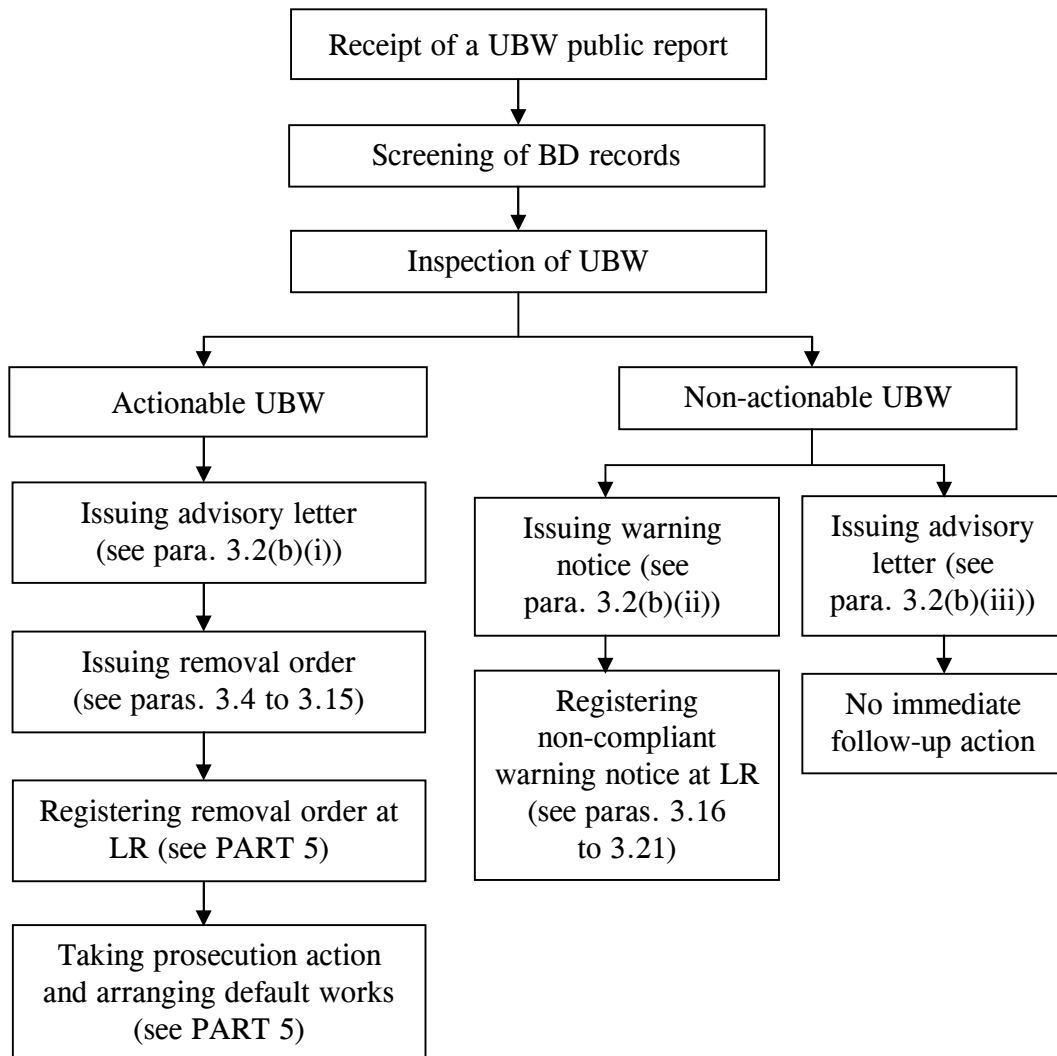 Receipt of a UBW public report
Screening of BD records
Inspection of UBW
Actionable UBW
Non-actionable UBW
Issuing advisory letter
(see para. 3.2(b)(i))
Issuing warning
notice (see
para. 3.2(b)(ii))
Issuing advisory
letter (see
para. 3.2(b)(iii))
Issuing removal order
(see paras. 3.4 to 3.15)
Registering
non-compliant
warning notice at LR
(see paras. 3.16
to 3.21)
No immediate
follow-up action
Registering removal order at
LR (see PART 5)
Taking prosecution action
and arranging default works
(see PART 5)